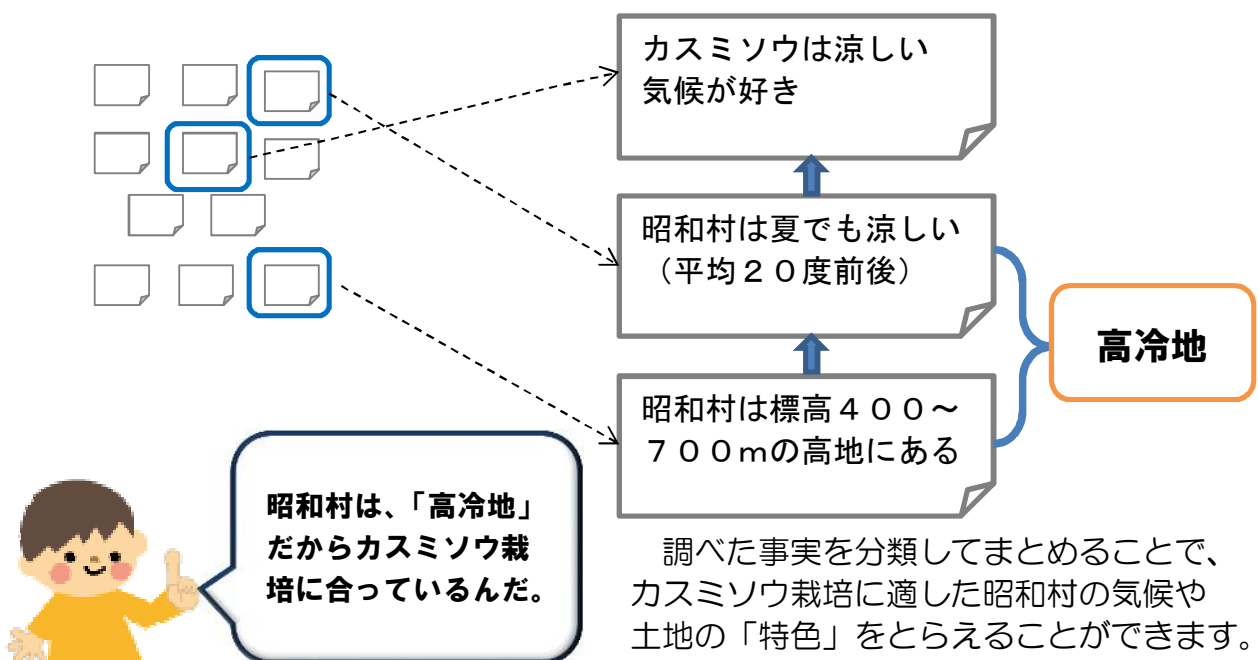 カスミソウは涼しい
気候が好き
昭和村は夏でも涼しい
（平均２０度前後）
高冷地
昭和村は標高４００～
７００ｍの高地にある
昭和村は、「高冷地」
だからカスミソウ栽
培に合っているんだ。
調べた事実を分類してまとめることで、
カスミソウ栽培に適した昭和村の気候や
土地の「特色」をとらえることができます。